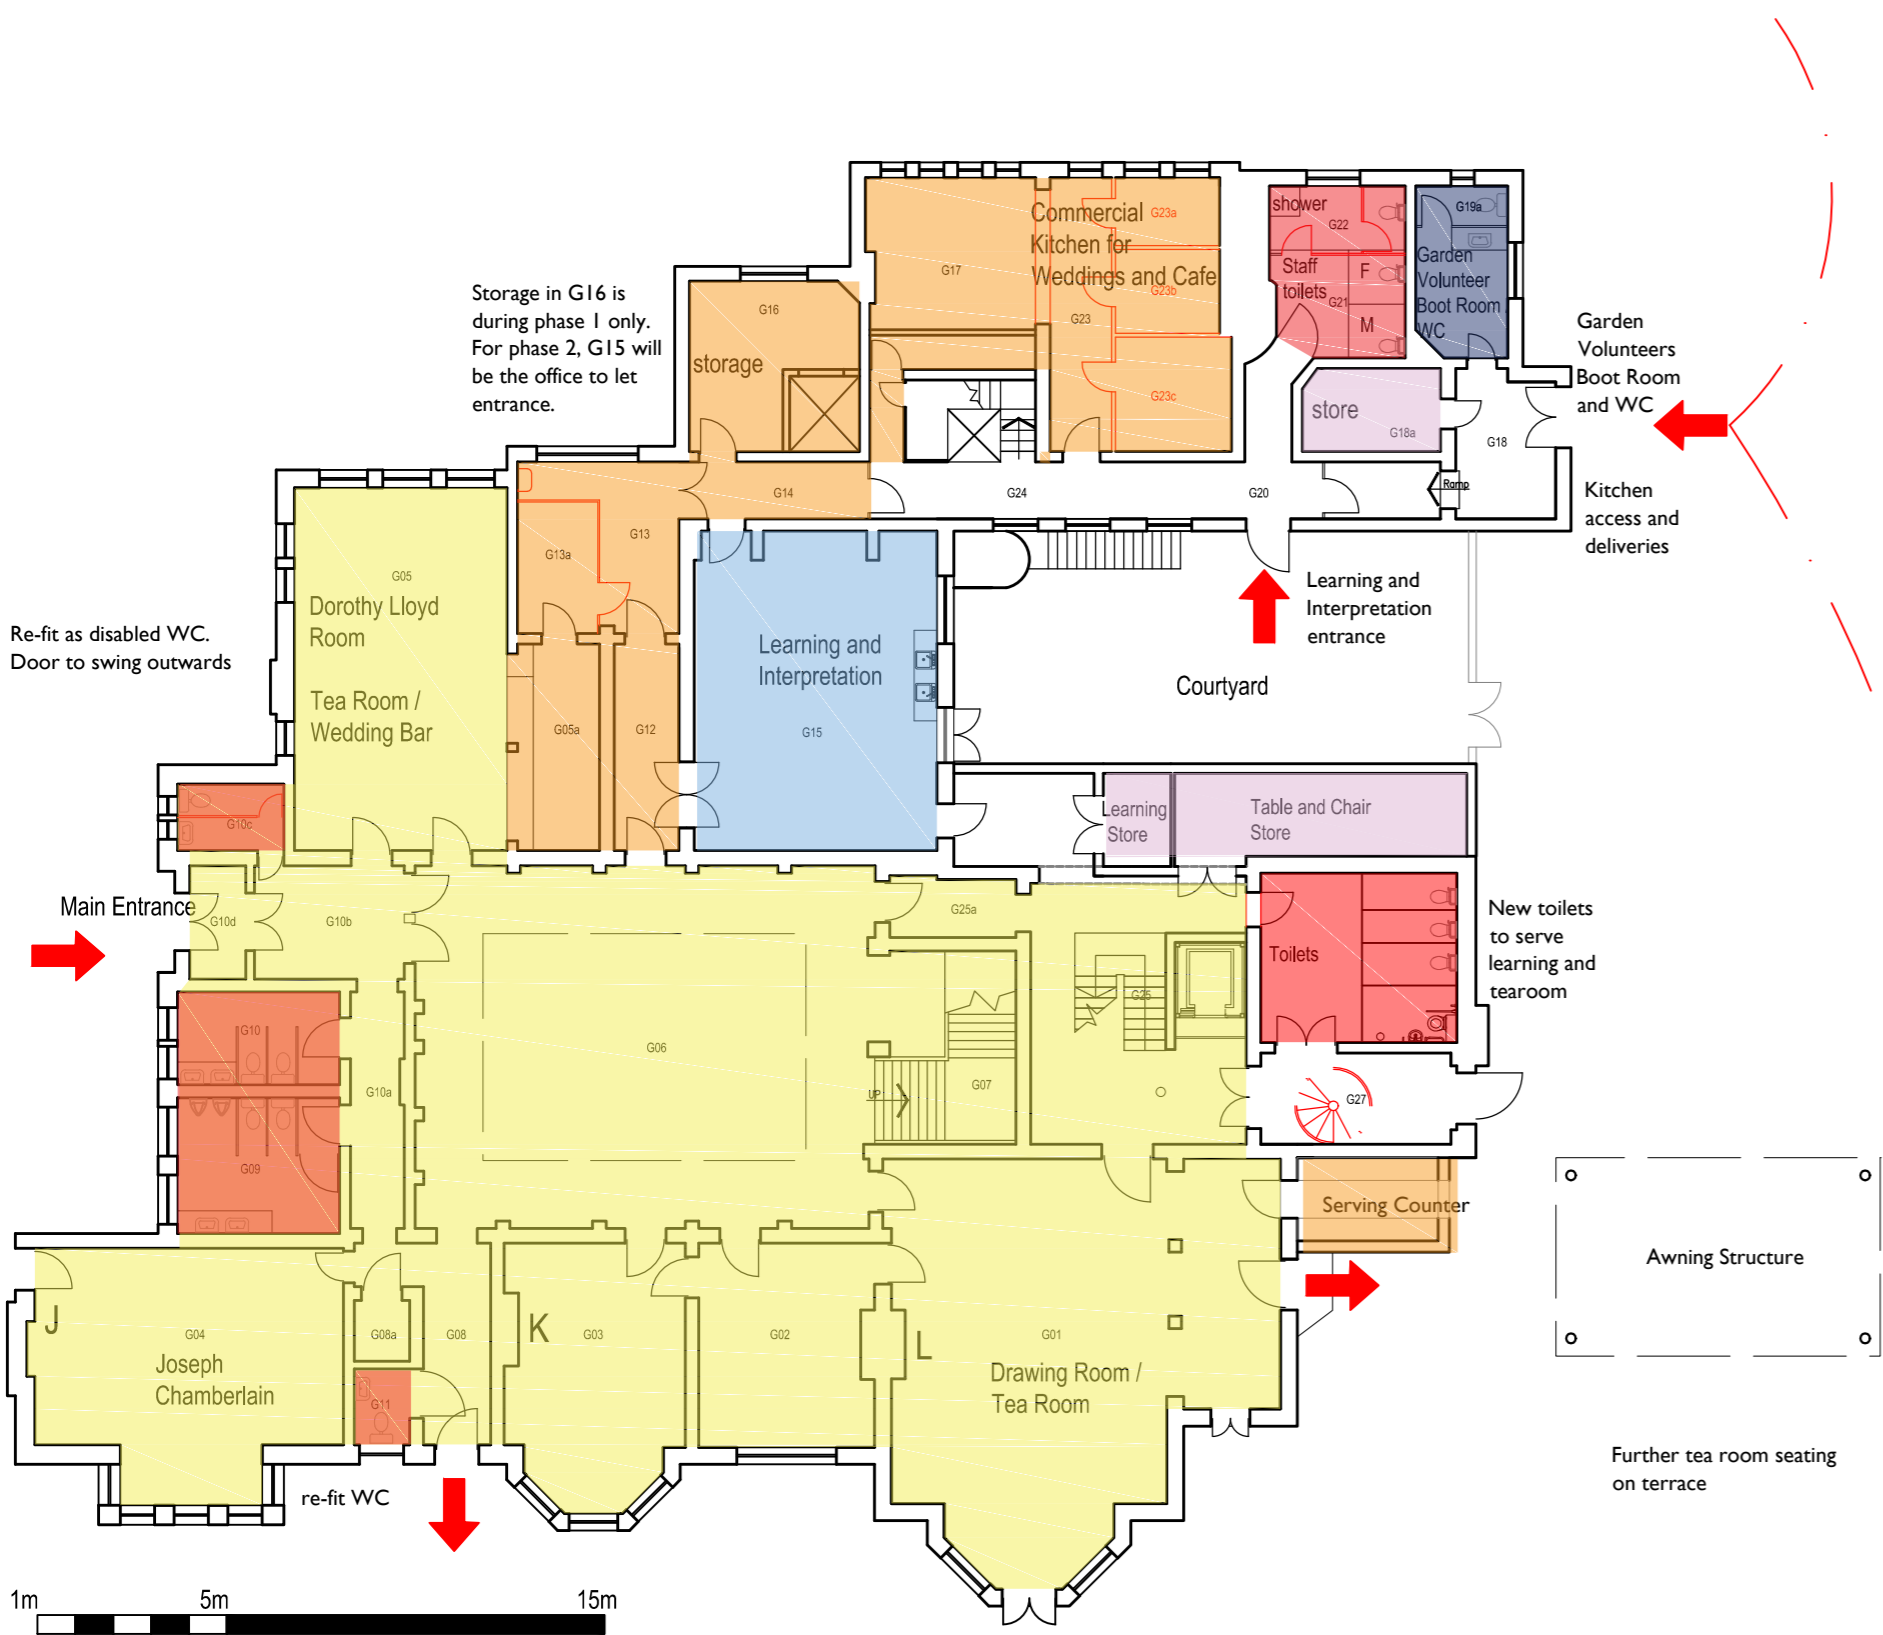 shower
G22
G19a
Commercial
Kitchen for
Weddings and Cafe
G23a
G17
G23b
G23
G23c
Staff
toilets
F
G21
M
Garden
Volunteer
Boot Room /
WC
Storage in G16 is
during phase 1 only.
For phase 2, G15 will
be the office to let
entrance.
G16
storage
Garden
Volunteers
Boot Room
and WC
store
G18a
G18
Ramp
G14
G24
G20
Kitchen
access and
deliveries
G13
G13a
G05
Dorothy Lloyd
Room
Tea Room /
Wedding Bar
Re-fit as disabled WC.
Door to swing outwards
Learning and
Interpretation
entrance
Learning and
Interpretation
G15
Courtyard
G05a
G12
G10c
Learning
Store
Table and Chair
Store
Main Entrance
G10d
G10b
G25a
Toilets
New toilets
to serve
learning and
tearoom
G25
G10
G06
G10a
UP
G07
G27
G09
Serving Counter
Awning Structure
J
G04
Joseph
Chamberlain
G08a
G08
K
G03
G02
L
G01
Drawing Room /
Tea Room
G11
re-fit WC
Further tea room seating
on terrace
1m
5m
15m